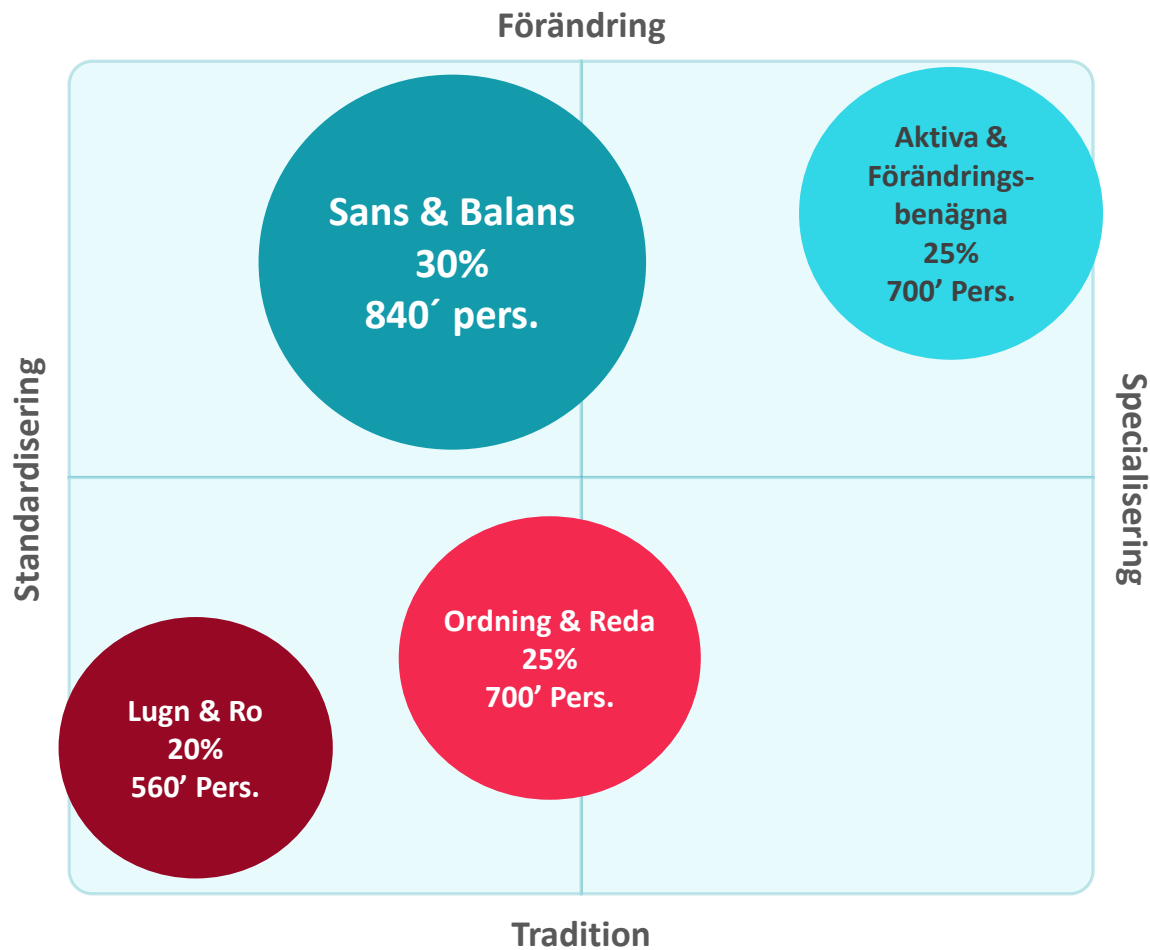 Förändring
Sans & Balans
30%
840´ pers.
Aktiva &
Förändrings-
benägna
25%
700’ Pers.
Standardisering
Specialisering
Ordning & Reda
25%
700’ Pers.
Lugn & Ro
20%
560’ Pers.
Tradition